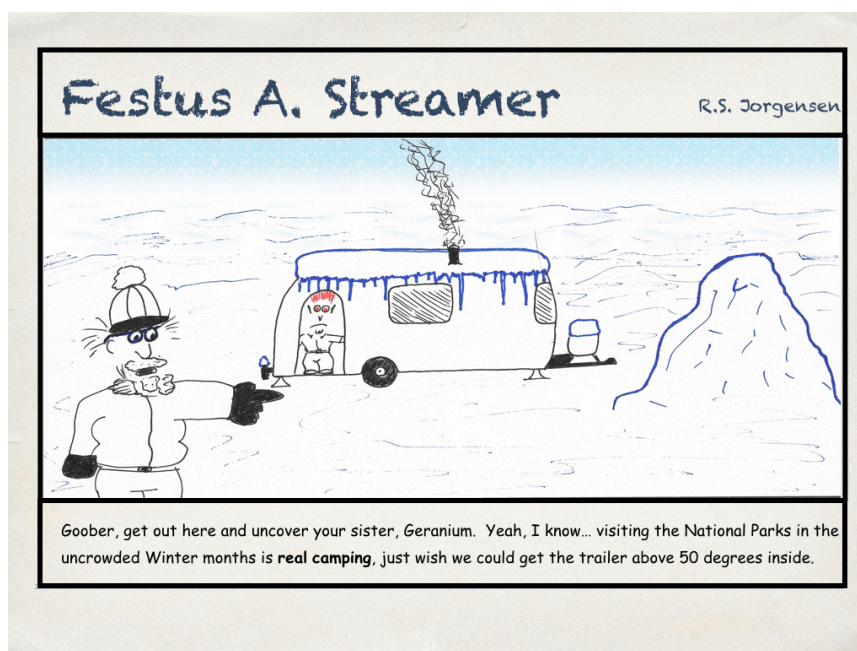 Festus A. Streamer
R.S. Jorgensen
Goober, get out here and uncover your sister, Geranium. Yeah, I know... visiting the National Parks in the
uncrowded Winter months is real camping, just wish we could get the trailer above 50 degrees inside.